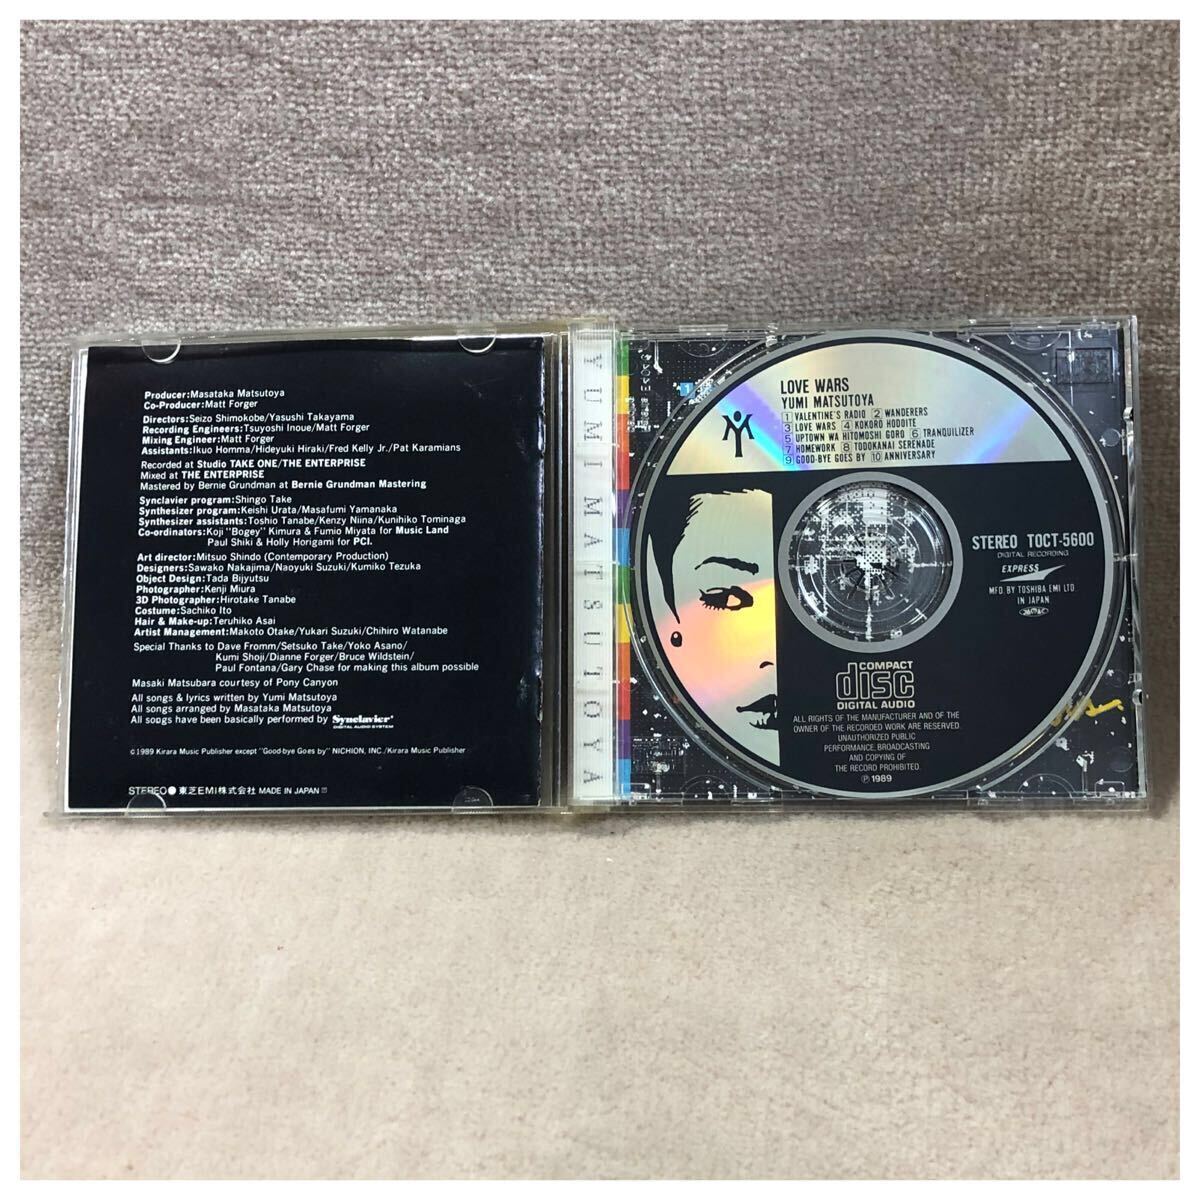 Producer:Masataka Matsutoya
Co-Producer:Matt Forger
Directors:Seizo Shimokobe/Yasushi Takayama
Recording Engineers:Tsuyoshi Inoue/Matt Forger
Mixing Engineer:Matt Forger
Assistants:Ikuo Homma/Hideyuki Hiraki/Fred Kelly Jr./Pat Karamians
Recorded at Studio TAKE ONE/THE ENTERPRISE
Mixed at THE ENTERPRISE
Mastered by Bernie Grundman at Bernie Grundman Mastering
Synclavier program:Shingo Take
Synthesizer program:Keishi Urata/Masafumi Yamanaka
Synthesizer assistants:Toshio Tanabe/Kenzy Niina/Kunihiko Tominaga
Co-ordinators:Koji "Bogey" Kimura & Fumio Miyata for Music Land
Paul Shiki & Holly Horigami for PCI.
Art director:Mitsuo Shindo (Contemporary Production)
Designers:Sawako Nakajima/Naoyuki Suzuki/Kumiko Tezuka
Object Design:Tada Bijyutsu
Photographer:Kenji Miura
3D Photographer:Hirotake Tanabe
Costume:Sachiko Ito
Hair & Make-up:Teruhiko Asai
Artist Management:Makoto Otake/Yukari Suzuki/Chihiro Watanabe
Special Thanks to Dave Fromm/Setsuko Take/Yoko Asano/
Kumi Shoji/Dianne Forger/Bruce Wildstein/
Paul Fontana/Gary Chase for making this album possible
Masaki Matsubara courtesy of Pony Canyon
All songs & lyrics written by Yumi Matsutoya
All songs arranged by Masataka Matsutoya
All songs have been basically performed by Synclavier®
DIGITAL AUDIO SYSTEM
©1989 Kirara Music Publisher except "Good-bye Goes by" NICHION, INC./Kirara Music Publisher
STEREO● 東芝EMI株式会社 MADE IN JAPAN
YUMI MATSUTOYA
1
LOVE WARS
YUMI MATSUTOYA
1 VALENTINE'S RADIO 2 WANDERERS
3 LOVE WARS 4 KOKORO HODOITE
5 UPTOWN WA HITOMOSHI GORO 6 TRANQUILIZER
7 HOMEWORK 8 TODOKANAI SERENADE
9 GOOD-BYE GOES BY 10 ANNIVERSARY
STEREO TOCT-5600
DIGITAL RECORDING
EXPRESS
MFD. BY TOSHIBA EMI LTD.
IN JAPAN.
COMPACT
disc
DIGITAL AUDIO
ALL RIGHTS OF THE MANUFACTURER AND OF THE
OWNER OF THE RECORDED WORK ARE RESERVED.
UNAUTHORIZED PUBLIC
PERFORMANCE, BROADCASTING
AND COPYING OF
THE RECORD PROHIBITED.
℗1989